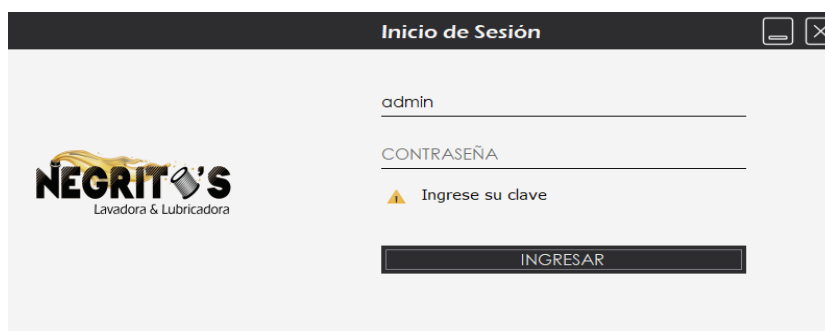 Inicio de Sesión
admin
CONTRASEÑA
Ingrese su clave
NEGRITO'S
Lavadora & Lubricadora
INGRESAR